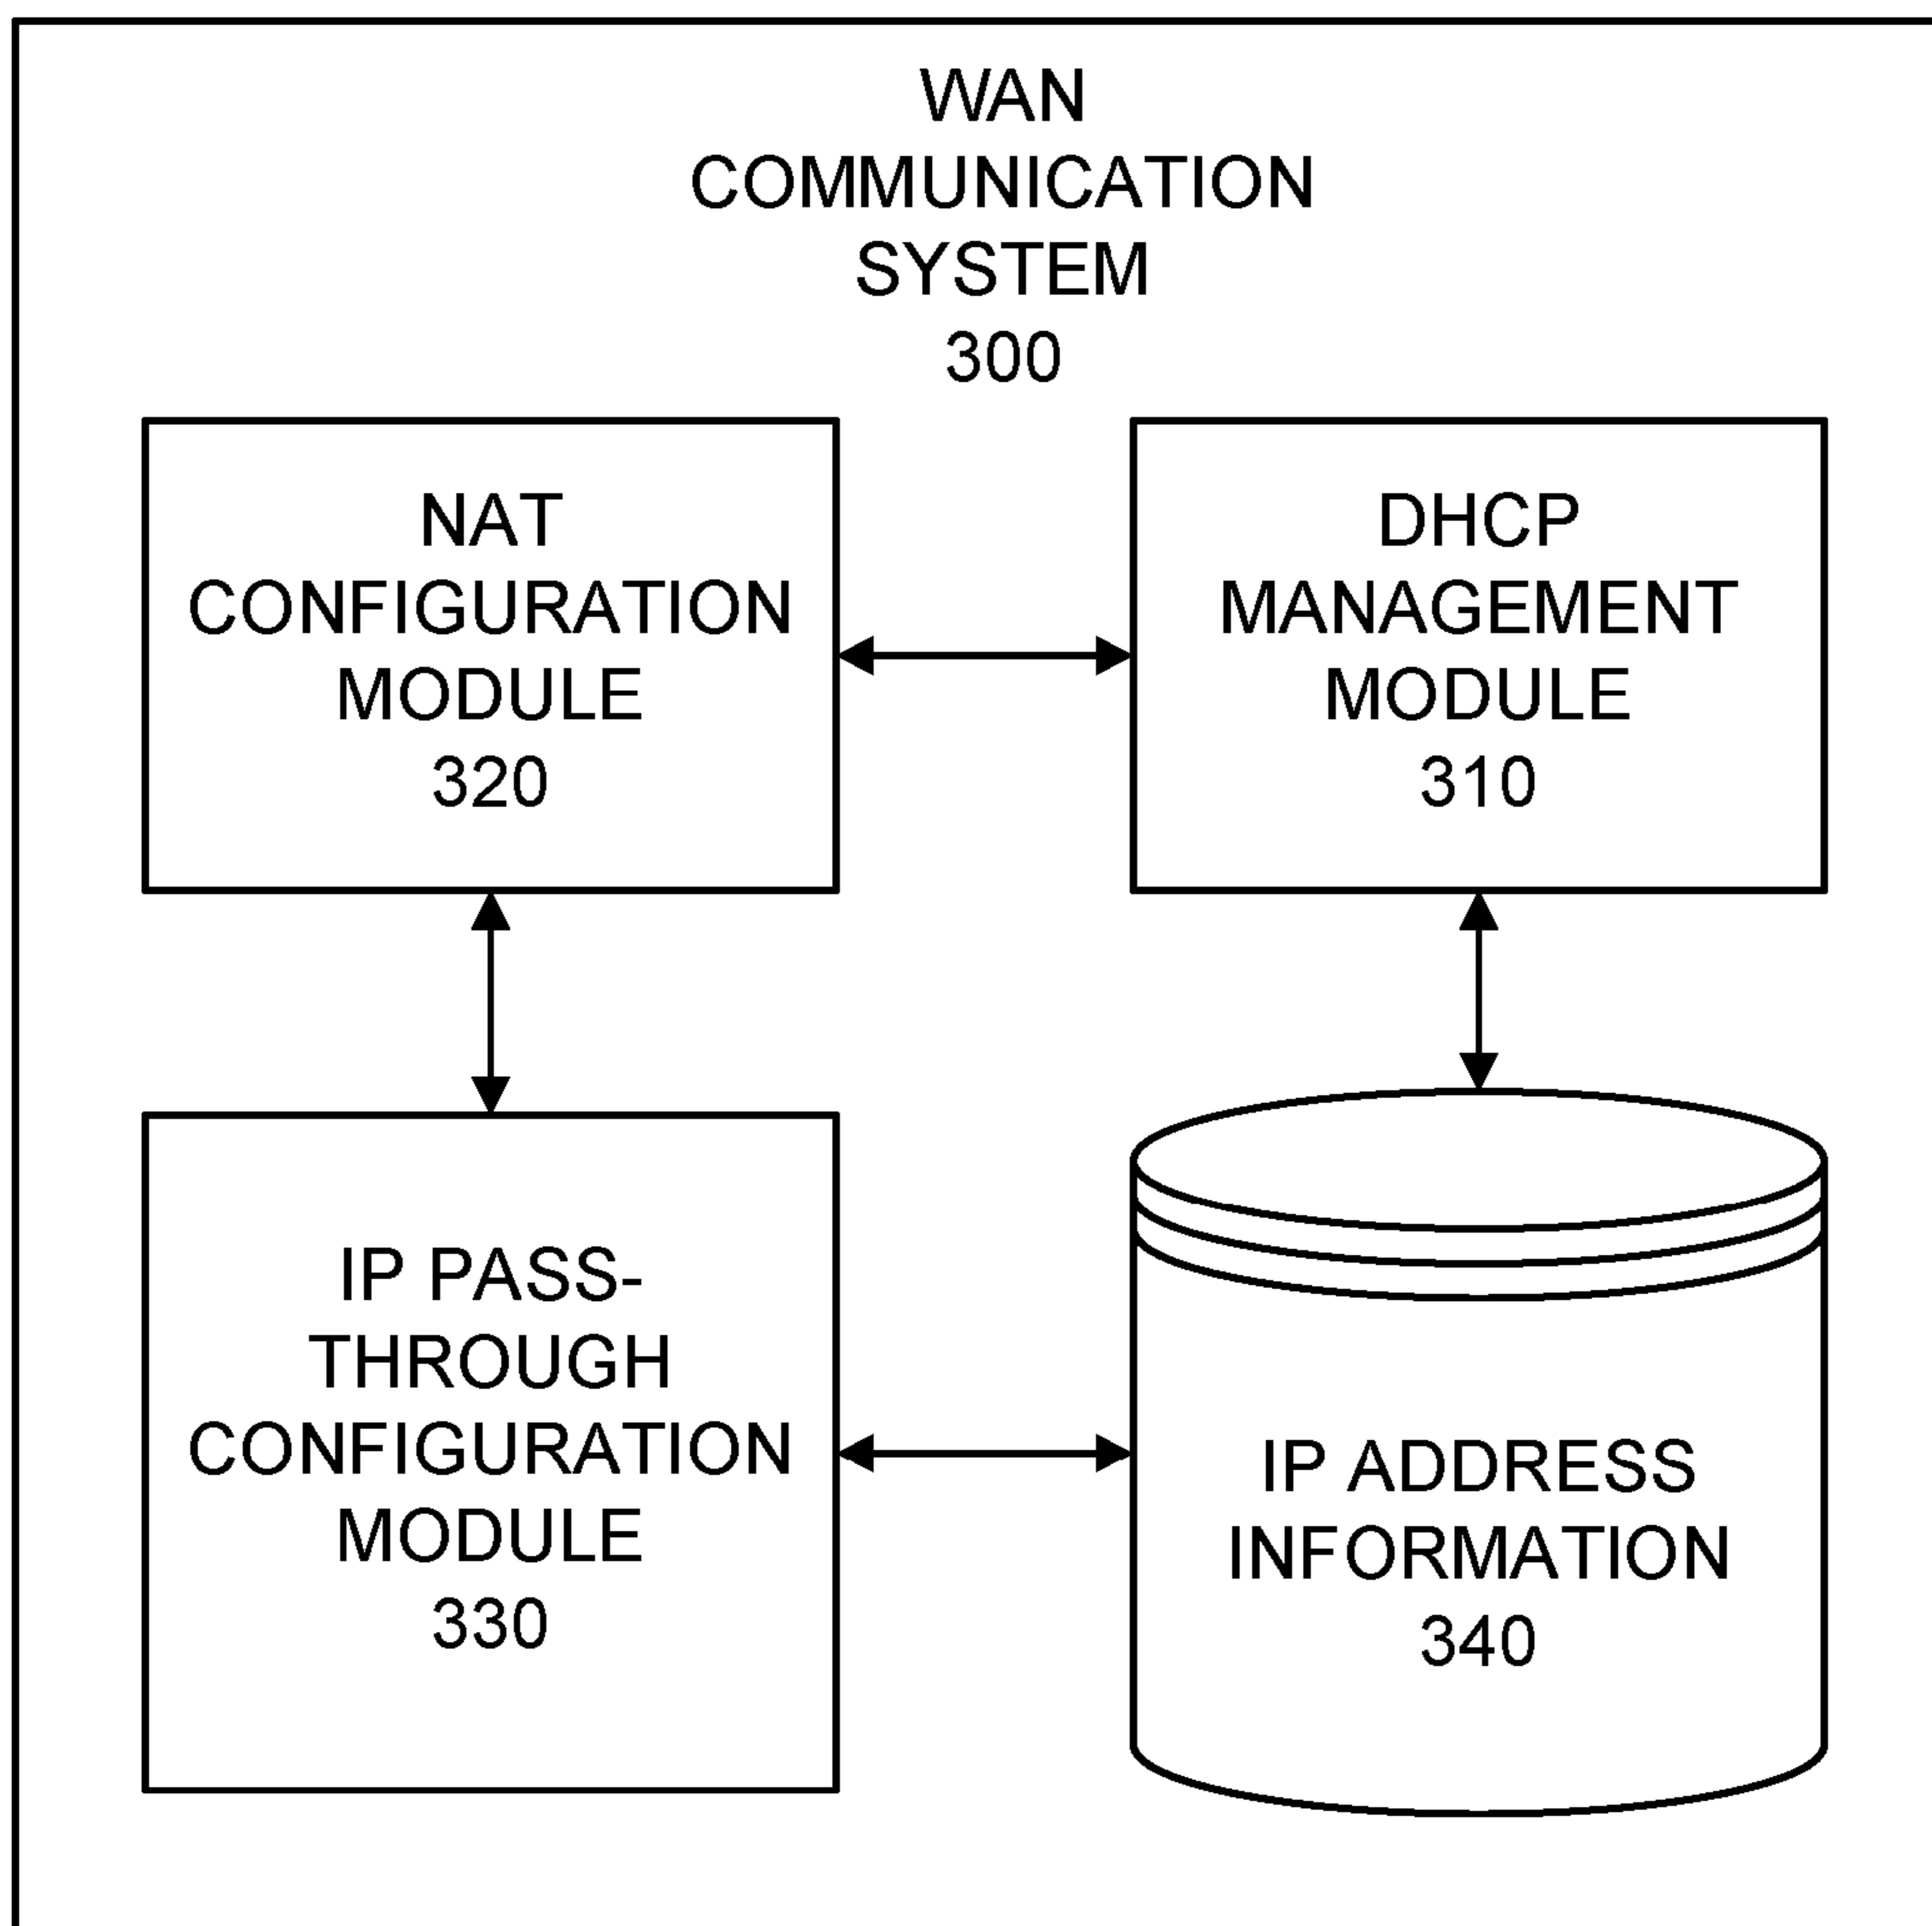 WAN
COMMUNICATION
SYSTEM
300
NAT
CONFIGURATION
MODULE
320
DHCP
MANAGEMENT
MODULE
310
IP PASS-
THROUGH
CONFIGURATION
MODULE
330
IP ADDRESS
INFORMATION
340